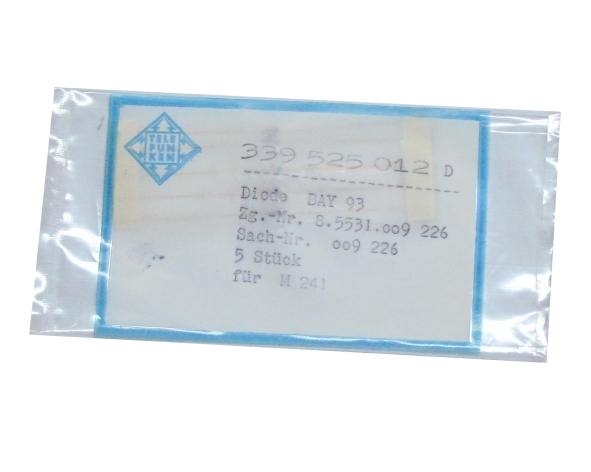 TELE
FUN
KEN
339 525 012 D
Diode BAY 93
Zg.-Nr. S.5531.009 226
Sach-Nr. 009 226
5 Stück
für M 241